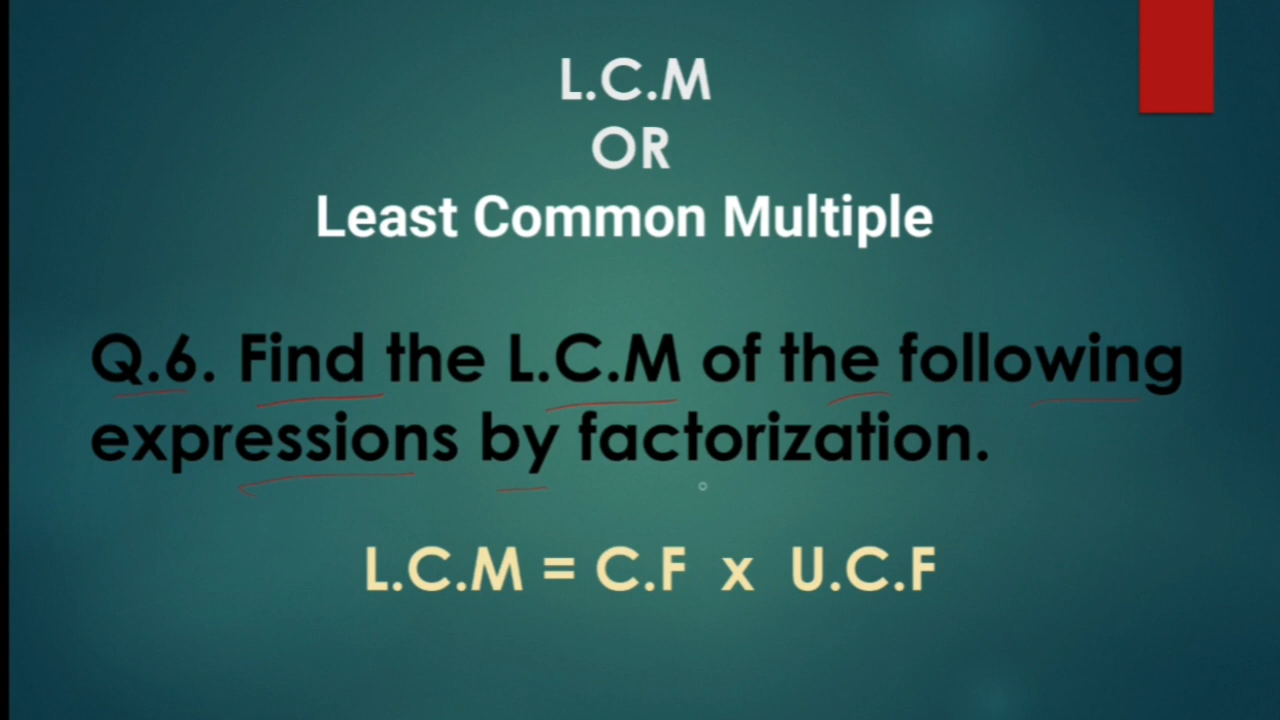 L.C.M
OR
Least Common Multiple
Q.6. Find the L.C.M of the following
expressions by factorization.
L.C.M = C.F x U.C.F